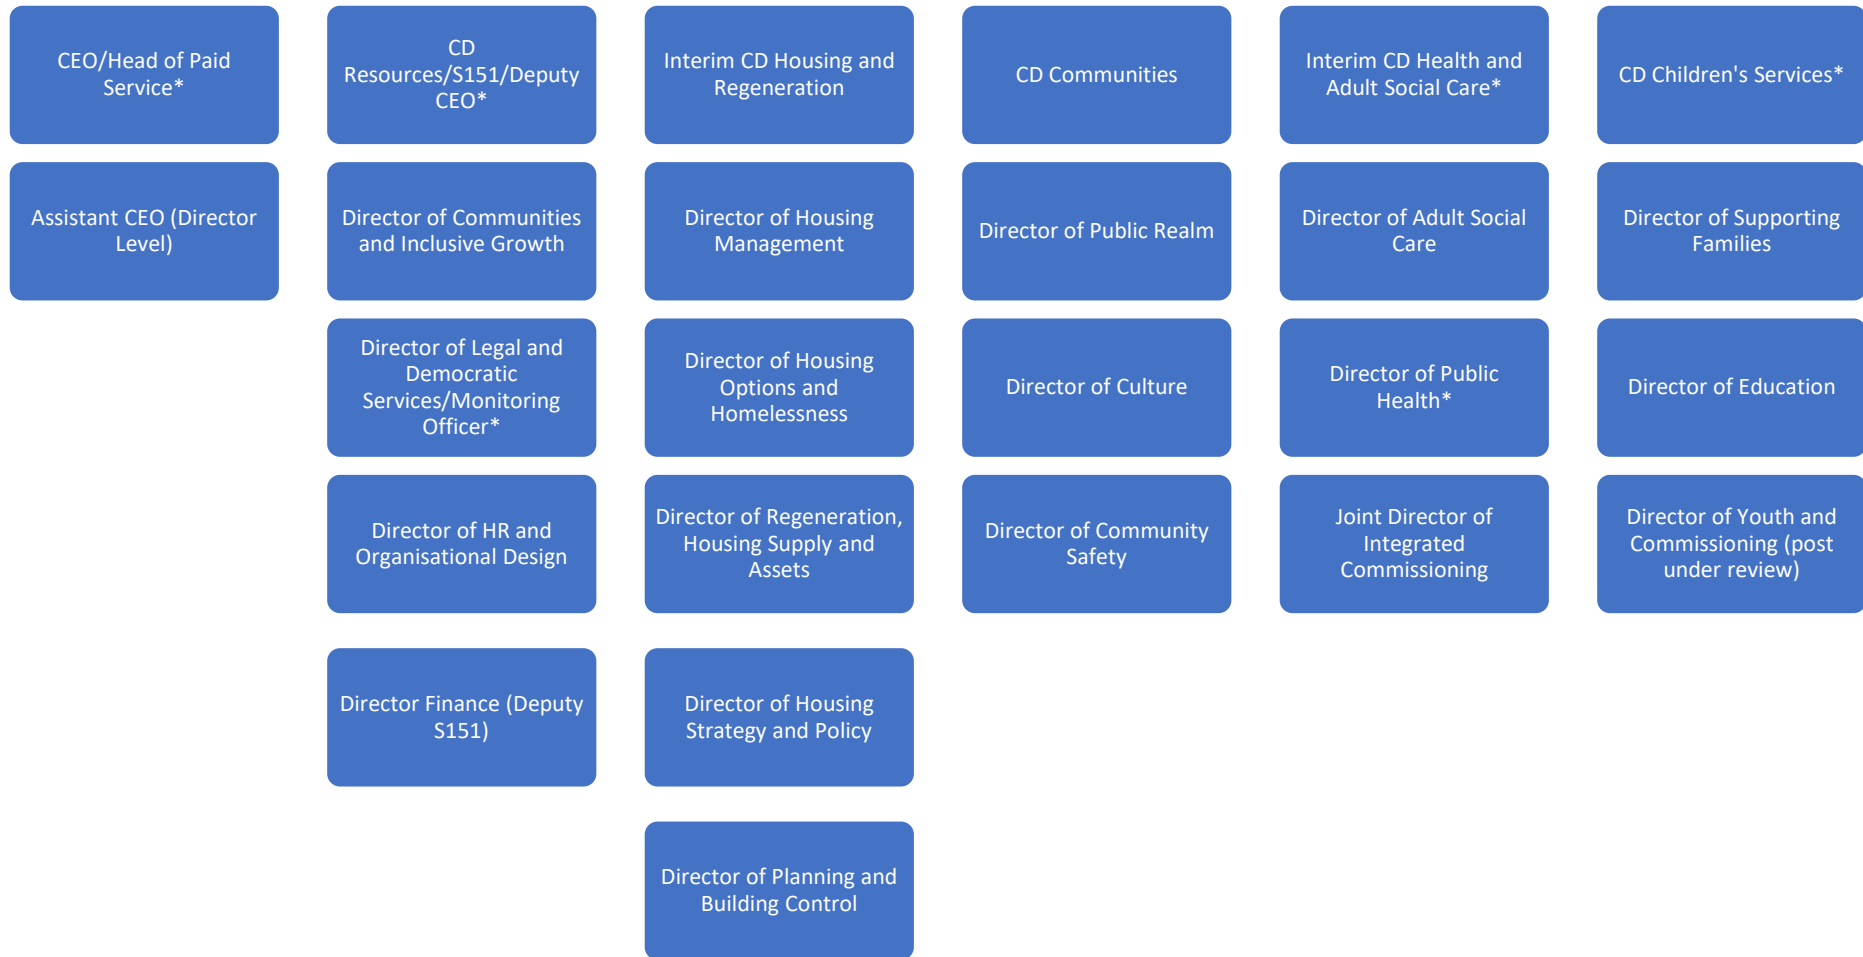 CEO/Head of Paid
Service*
CD
Resources/S151/Deputy
CEO*
Interim CD Housing and
Regeneration
CD Communities
Interim CD Health and
Adult Social Care*
CD Children's Services*
Assistant CEO (Director
Level)
Director of Communities
and Inclusive Growth
Director of Housing
Management
Director of Public Realm
Director of Adult Social
Care
Director of Supporting
Families
Director of Legal and
Democratic
Services/Monitoring
Officer*
Director of Housing
Options and
Homelessness
Director of Culture
Director of Public
Health*
Director of Education
Director of HR and
Organisational Design
Director of Regeneration,
Housing Supply and
Assets
Director of Community
Safety
Joint Director of
Integrated
Commissioning
Director of Youth and
Commissioning (post
under review)
Director Finance (Deputy
S151)
Director of Housing
Strategy and Policy
Director of Planning and
Building Control